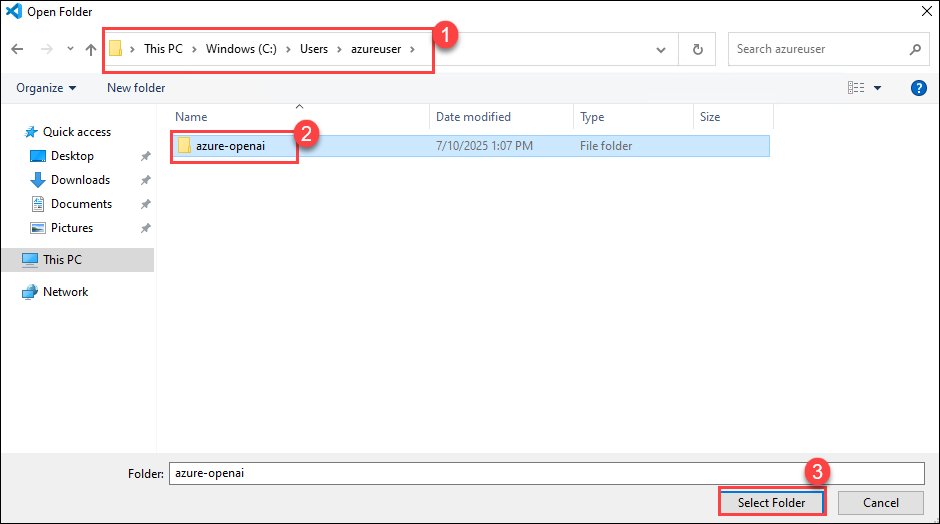 Open Folder
This PC > Windows (C:) > Users > azureuser >
1
Search azureuser
Organize
New folder
?
Name
Date modified
Type
Size
azure-openai
2
7/10/2025 1:07 PM
File folder
Quick access
Desktop
Downloads
Documents
Pictures
This PC
Network
Folder:
azure-openai
3
Select Folder
Cancel